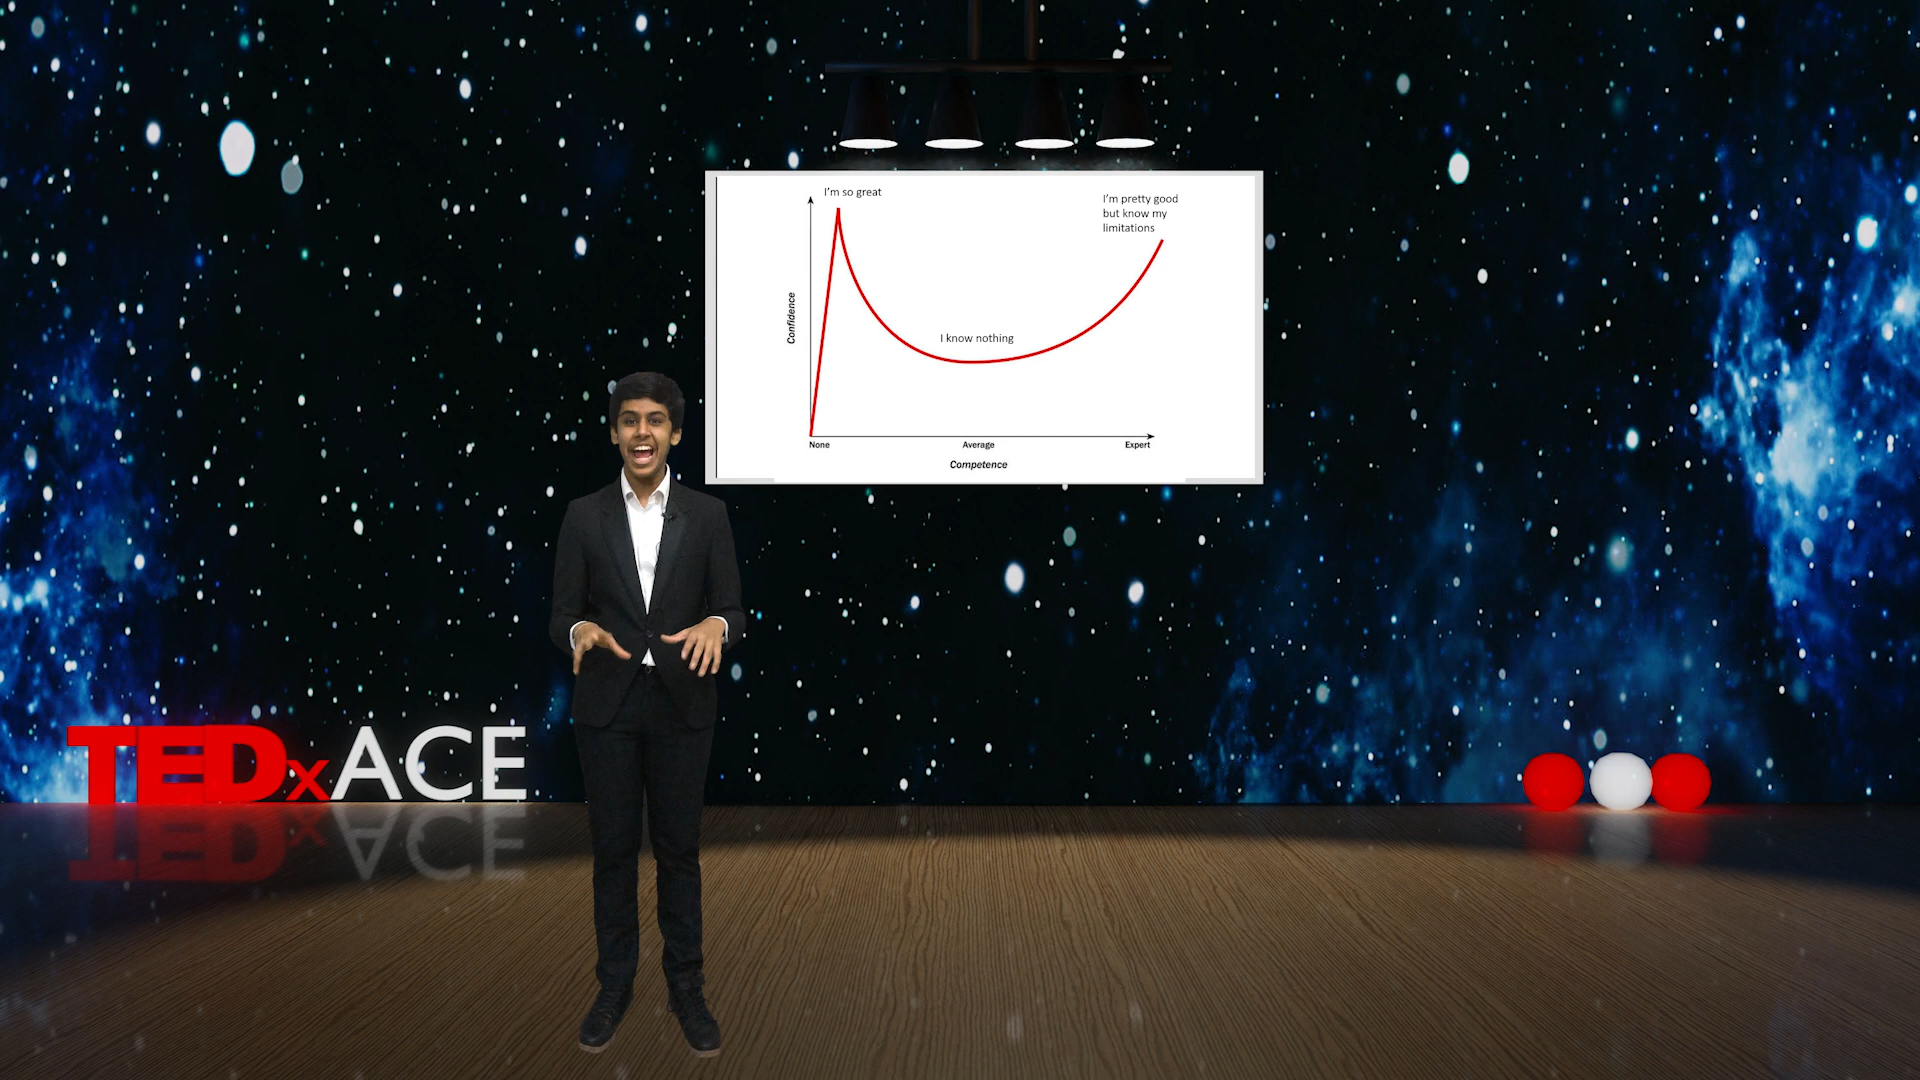 I'm so great
I'm pretty good
but know my
limitations
Confidence
I know nothing
None
Average
Expert
Competence
TEDxACE